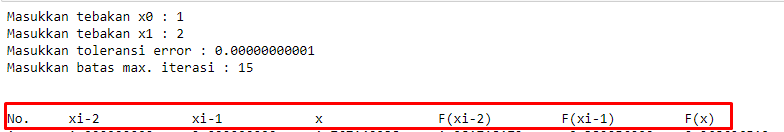 Masukkan tebakan x0 : 1
Masukkan tebakan x1 : 2
Masukkan toleransi error : 0.00000000001
Masukkan batas max. iterasi : 15
No. xi-2 xi-1 x F(xi-2) F(xi-1) F(x)